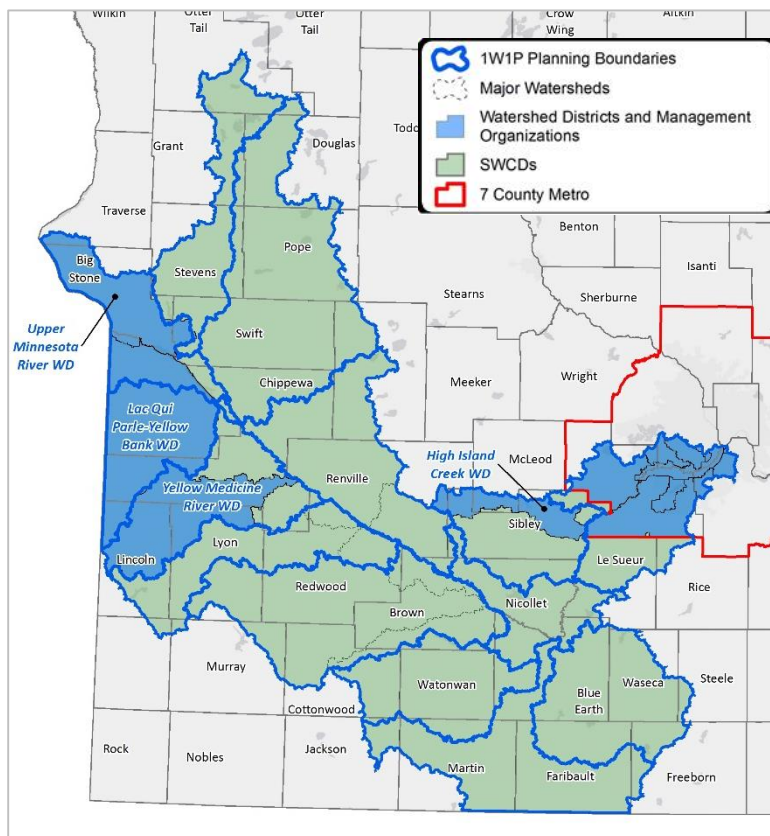 Wilkin
Otter
Tail
Otter
Tail
Crow
Wing
Aitkin
1W1P Planning Boundaries
Major Watersheds
Watershed Districts and Management
Organizations
SWCDs
7 County Metro
Grant
Douglas
Todd
Traverse
Big
Stone
Stevens
Pope
Benton
Isanti
Stearns
Sherburne
Upper
Minnesota
River WD
Swift
Wright
Meeker
Chippewa
Lac Qui
Parle-Yellow
Bank WD
High Island
Creek WD
McLeod
Renville
Yellow Medicine
River WD
Sibley
Lincoln
Lyon
Le Sueur
Rice
Redwood
Brown
Nicollet
Murray
Watonwan
Blue
Earth
Waseca
Steele
Cottonwood
Rock
Nobles
Jackson
Martin
Faribault
Freeborn